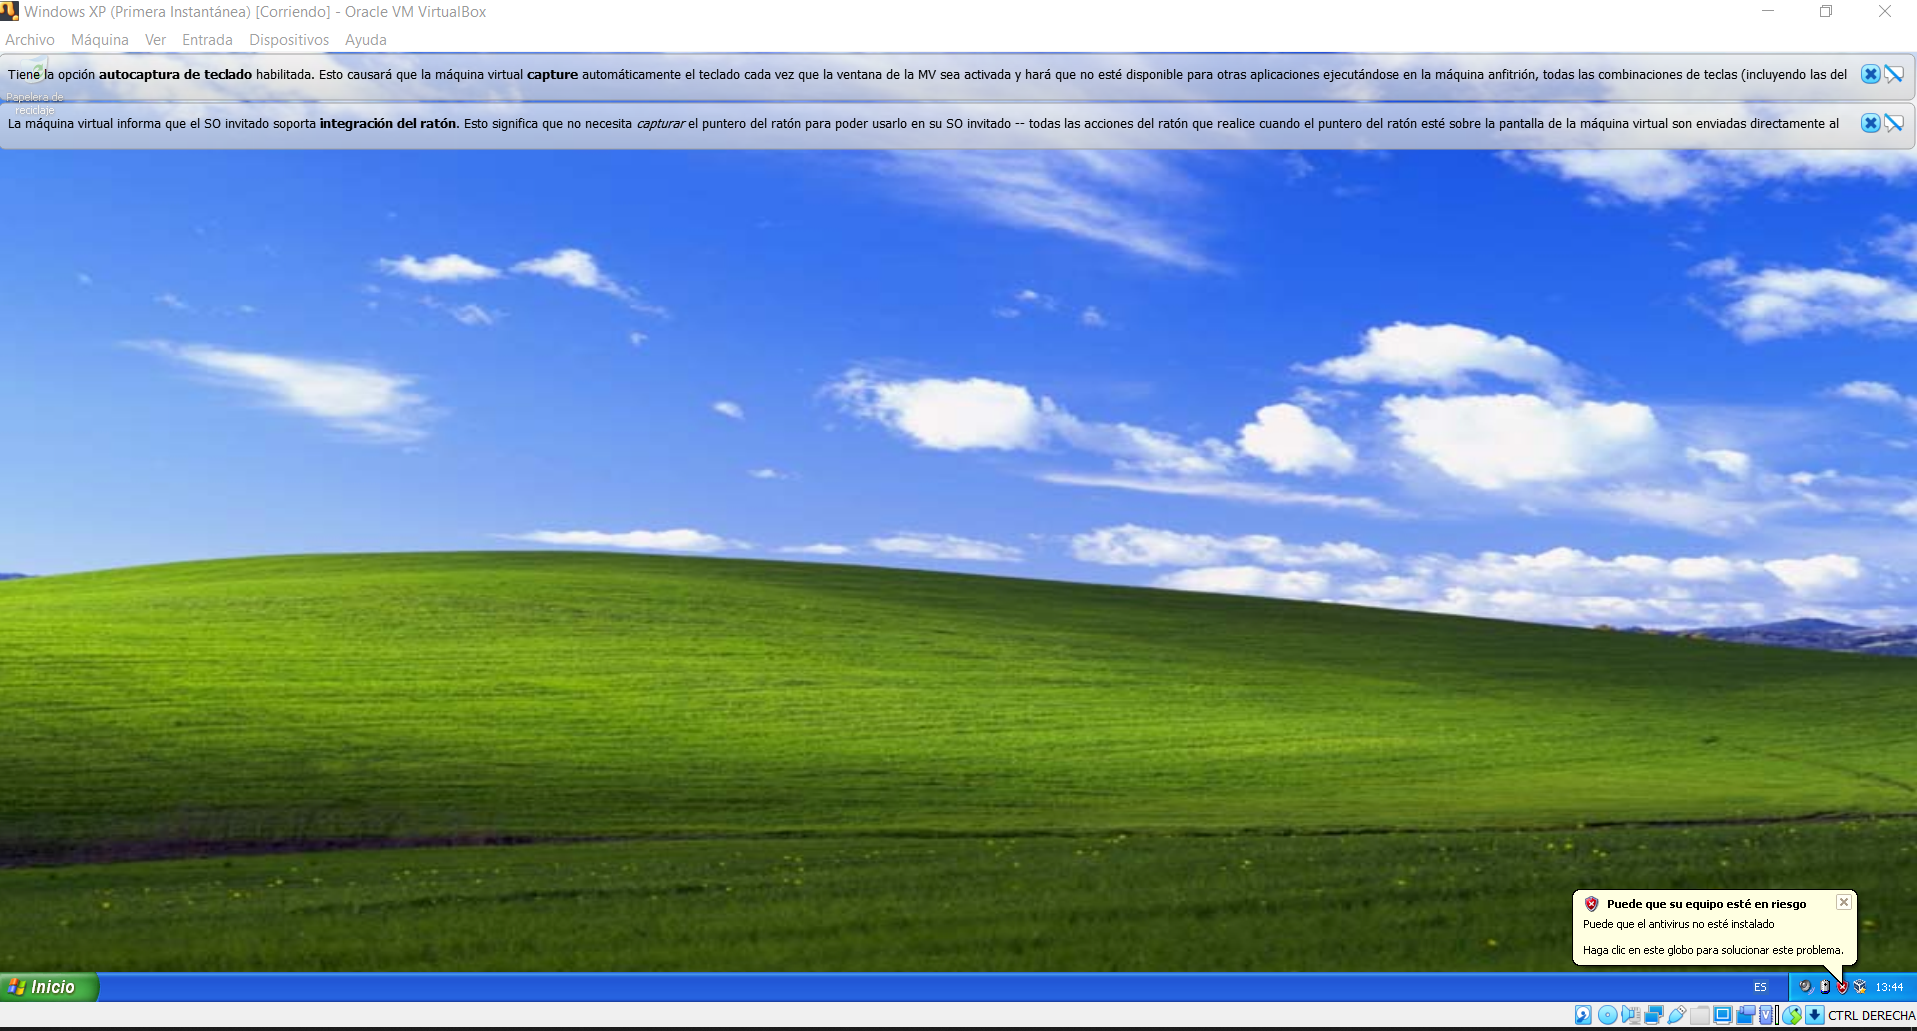 Windows XP (Primera Instantánea) [Corriendo] - Oracle VM VirtualBox
Archivo Máquina Ver Entrada Dispositivos Ayuda
Tiene la opción autocaptura de teclado habilitada. Esto causará que la máquina virtual capture automáticamente el teclado cada vez que la ventana de la MV sea activada y hará que no esté disponible para otras aplicaciones ejecutándose en la máquina anfitrión, todas las combinaciones de teclas (incluyendo las del
Papelera de
reciclaje
La máquina virtual informa que el SO invitado soporta integración del ratón. Esto significa que no necesita capturar el puntero del ratón para poder usarlo en su SO invitado -- todas las acciones del ratón que realice cuando el puntero del ratón esté sobre la pantalla de la máquina virtual son enviadas directamente al
Puede que su equipo esté en riesgo
Puede que el antivirus no esté instalado
Haga clic en este globo para solucionar este problema.
Inicio
ES
13:44
CTRL DERECHA